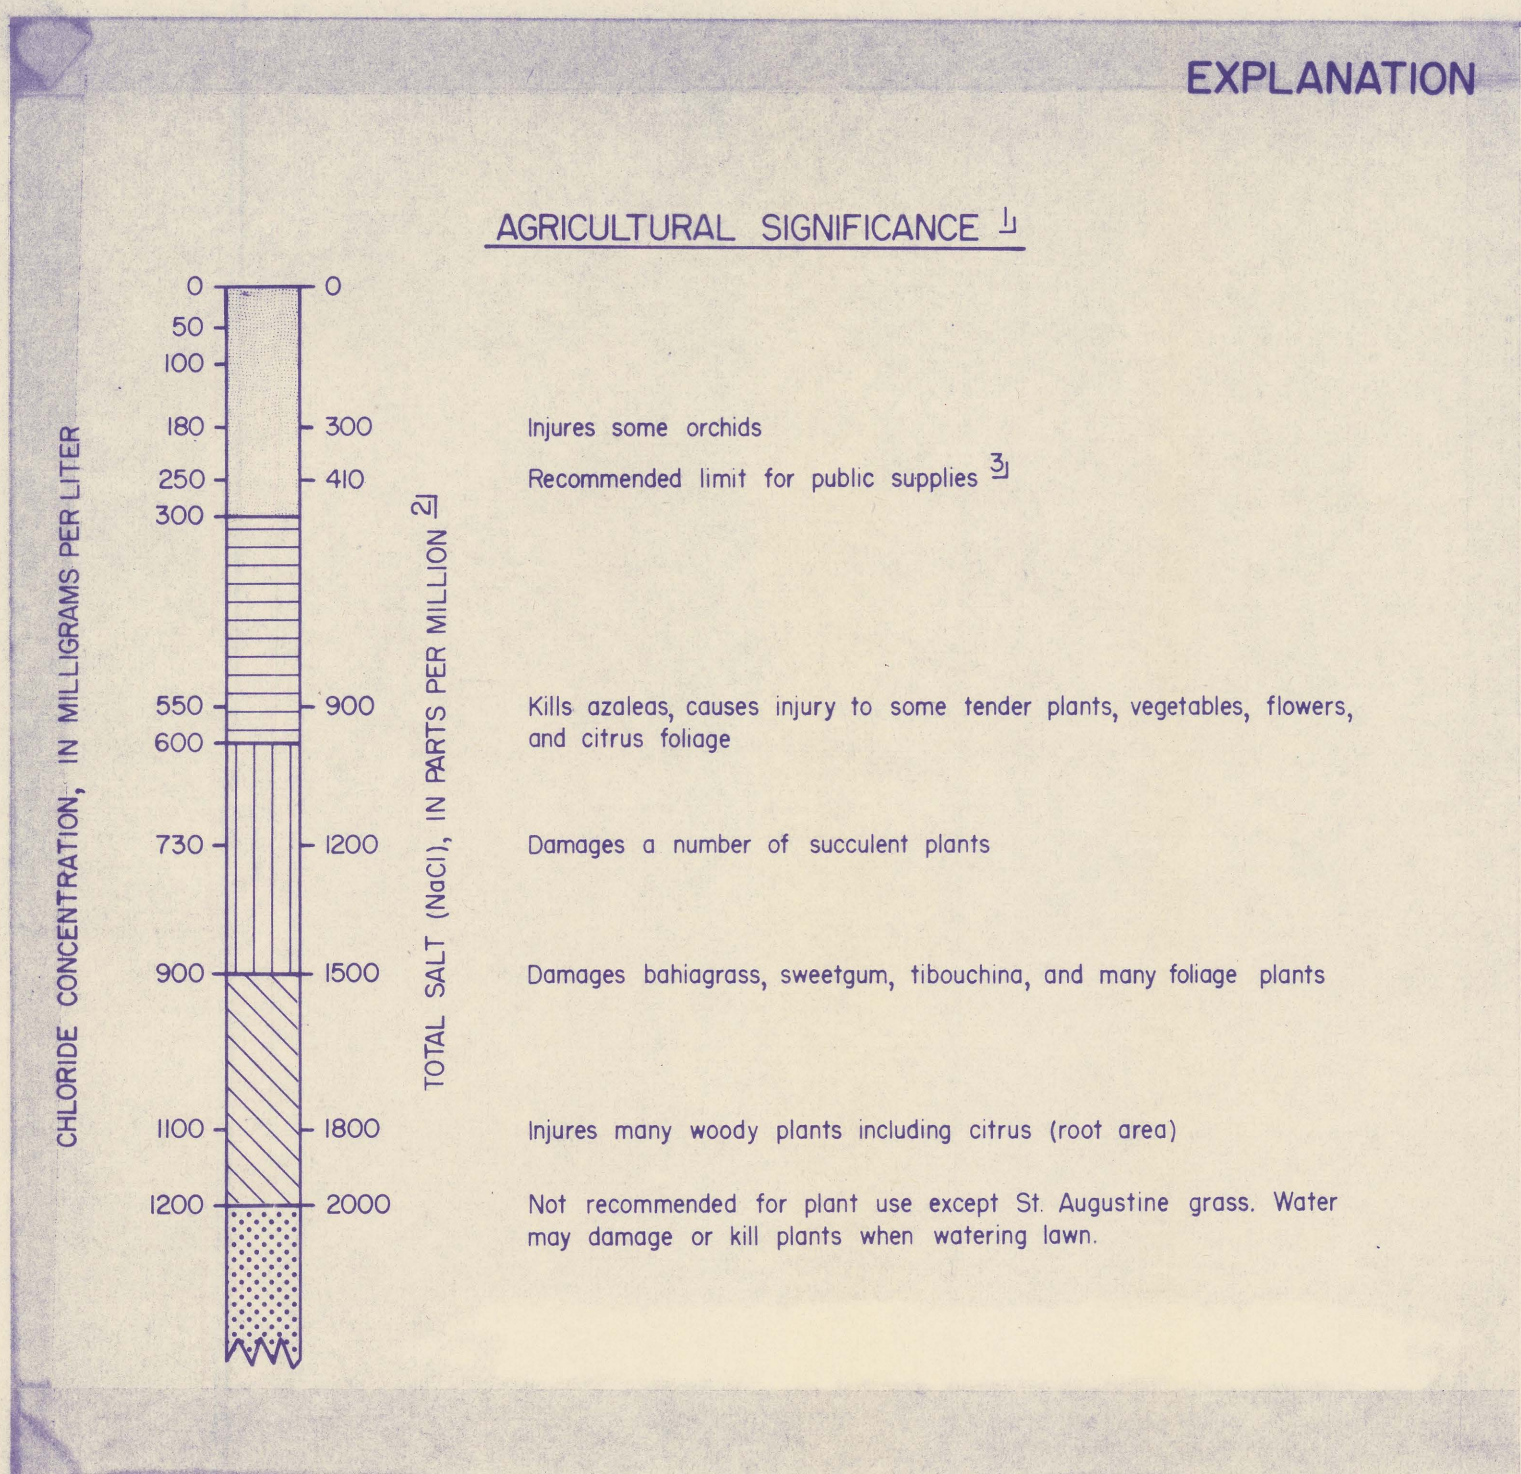 EXPLANATION
AGRICULTURAL SIGNIFICANCE 1/
CHLORIDE CONCENTRATION, IN MILLIGRAMS PER LITER
TOTAL SALT (NaCl), IN PARTS PER MILLION 2/
0 0
50
100
180 300 Injures some orchids
250 410 Recommended limit for public supplies 3/
300
550 900 Kills azaleas, causes injury to some tender plants, vegetables, flowers,
and citrus foliage
600
730 1200 Damages a number of succulent plants
900 1500 Damages bahiagrass, sweetgum, tibouchina, and many foliage plants
1100 1800 Injures many woody plants including citrus (root area)
1200 2000 Not recommended for plant use except St. Augustine grass. Water
may damage or kill plants when watering lawn.